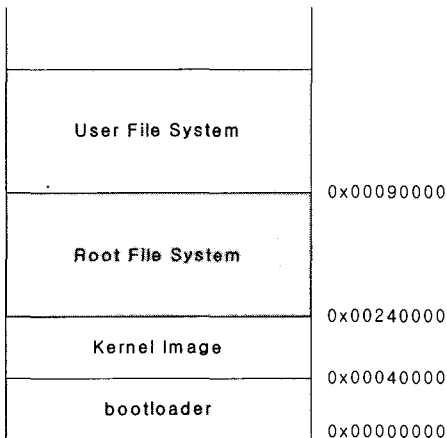 User File System
0x00090000
Root File System
0x00240000
Kernel Image
0x00040000
bootloader
0x00000000